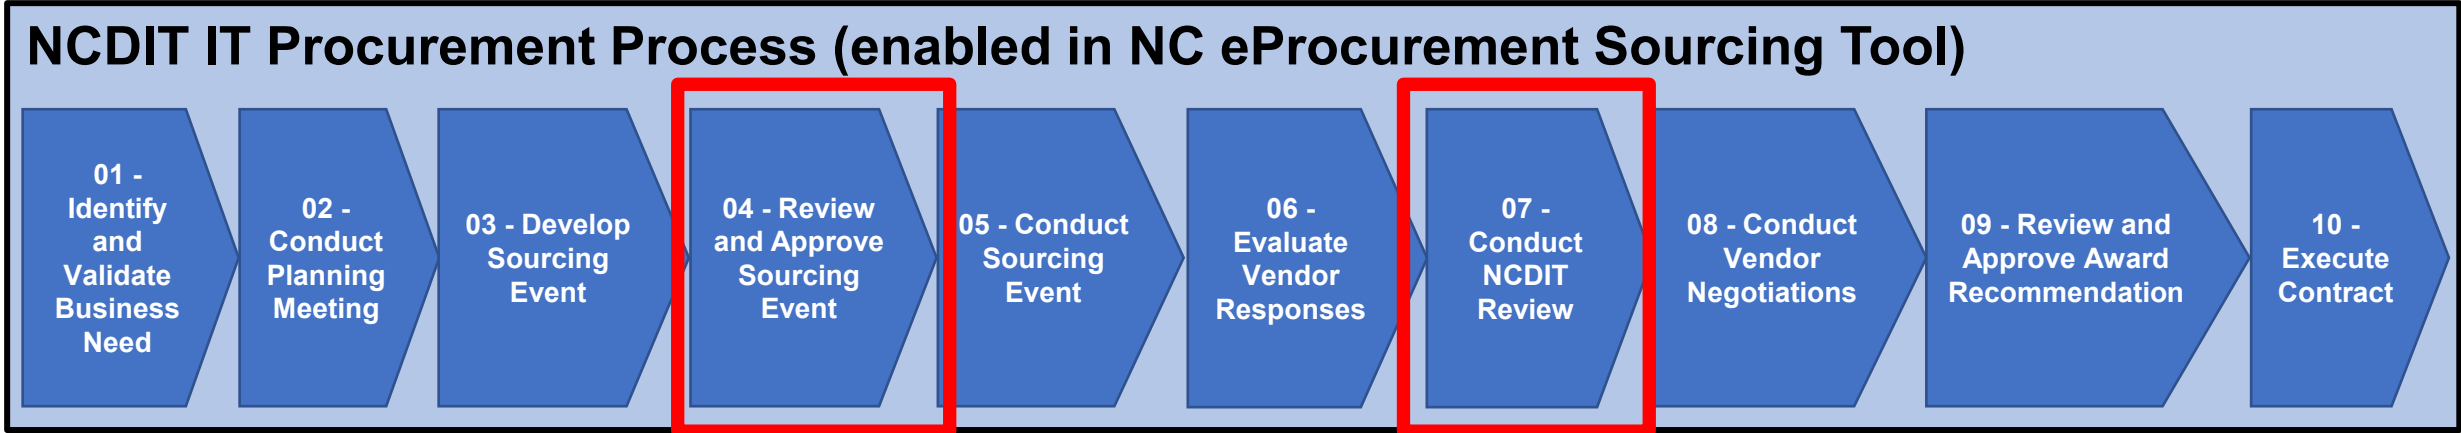 NCDIT IT Procurement Process (enabled in NC eProcurement Sourcing Tool)
01 -
Identify
and
Validate
Business
Need
02 -
Conduct
Planning
Meeting
03 - Develop
Sourcing
Event
04 - Review
and Approve
Sourcing
Event
05 - Conduct
Sourcing
Event
06 -
Evaluate
Vendor
Responses
07 -
Conduct
NCDIT
Review
08 - Conduct
Vendor
Negotiations
09 - Review and
Approve Award
Recommendation
10 -
Execute
Contract